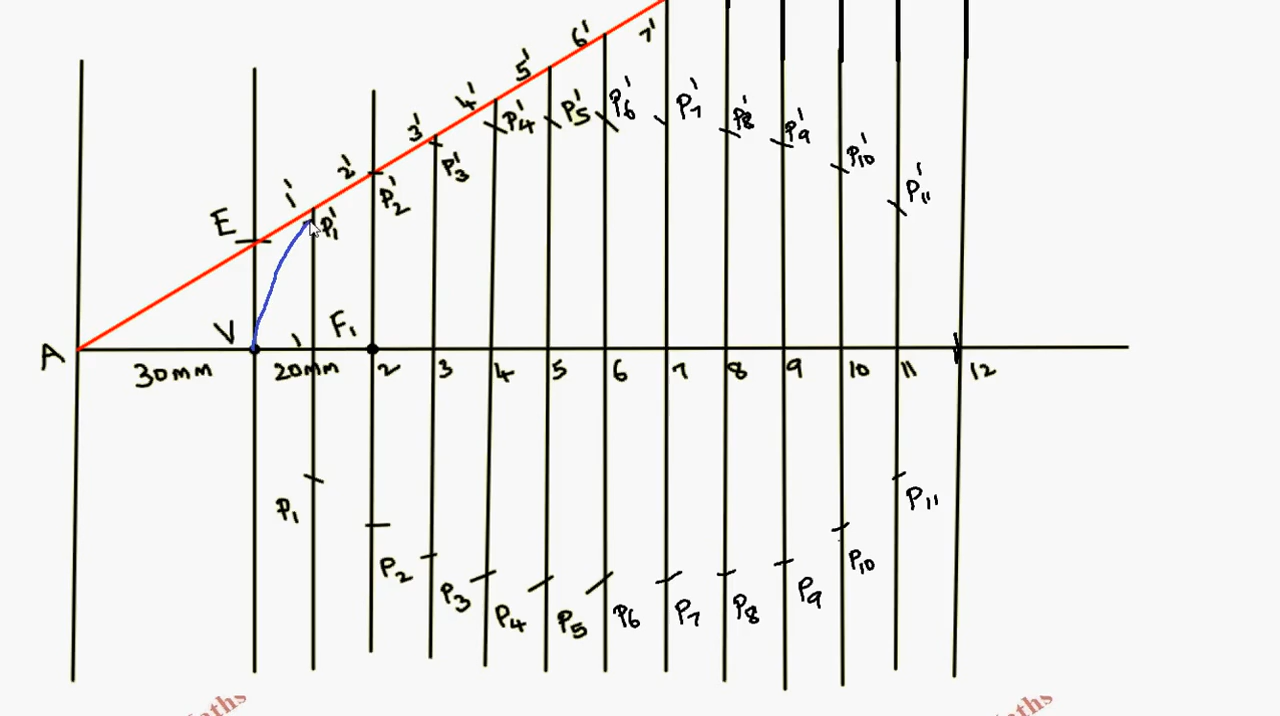 7'
6'
5'
4'
3'
2'
1'
E
P1'
P2'
P3'
P4'
P5'
P6'
P7'
P8'
P9'
P10'
P11'
A
V
1
F1
30mm
20mm
2
3
4
5
6
7
8
9
10
11
12
P1
P2
P3
P4
P5
P6
P7
P8
P9
P10
P11